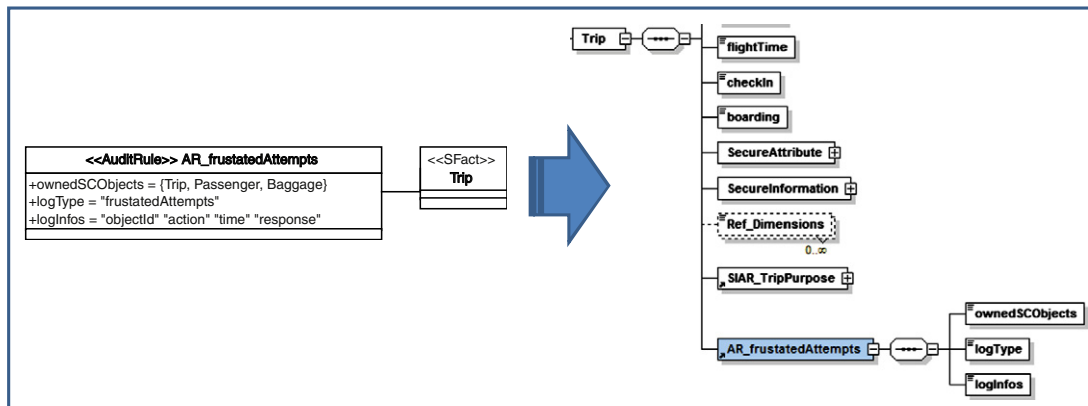 <<AuditRule>> AR_frustatedAttempts
+ownedSCObjects = {Trip, Passenger, Baggage}
+logType = "frustatedAttempts"
+logInfos = "objectId" "action" "time" "response"
<<SFact>>
Trip
Trip
flightTime
checkIn
boarding
SecureAttribute
SecureInformation
Ref_Dimensions
0..∞
SIAR_TripPurpose
AR_frustatedAttempts
ownedSCObjects
logType
logInfos